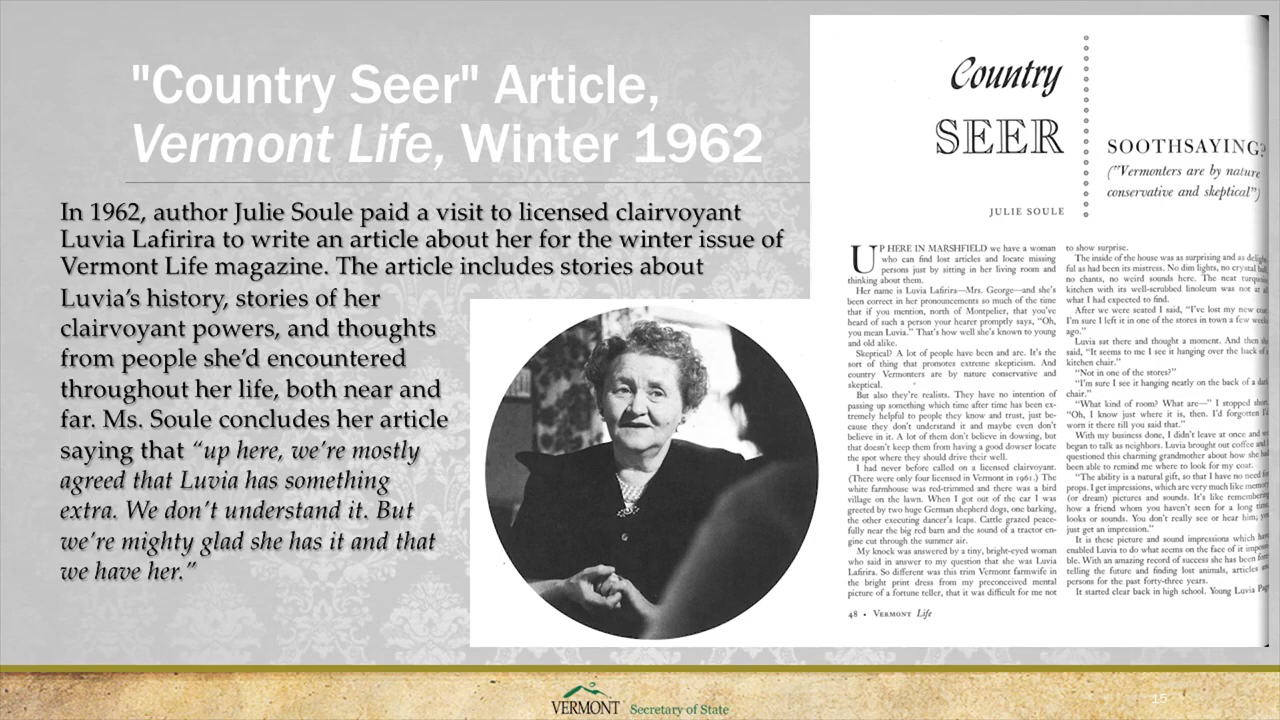 "Country Seer" Article,
Vermont Life, Winter 1962
In 1962, author Julie Soule paid a visit to licensed clairvoyant
Luvia Lafirira to write an article about her for the winter issue of
Vermont Life magazine. The article includes stories about
Luvia's history, stories of her
clairvoyant powers, and thoughts
from people she'd encountered
throughout her life, both near and
far. Ms. Soule concludes her article
saying that "up here, we're mostly
agreed that Luvia has something
extra. We don't understand it. But
we're mighty glad she has it and that
we have her."
Country
SEER
JULIE SOULE
SOOTHSAYING?
("Vermonters are by nature
conservative and skeptical")
UP HERE IN MARSHFIELD we have a woman
who can find lost articles and locate missing
persons just by sitting in her living room and
thinking about them.
Her name is Luvia Lafirira—Mrs. George—and she's
been correct in her pronouncements so much of the time
that if you mention, north of Montpelier, that you've
heard of such a person your hearer promptly says, "Oh,
you mean Luvia." That's how well she's known to young
and old alike.
Skeptical? A lot of people have been and are. It's the
sort of thing that promotes extreme skepticism. And
country Vermonters are by nature conservative and
skeptical.
But also they're realists. They have no intention of
passing up something which time after time has been ex-
tremely helpful to people they know and trust, just be-
cause they don't understand it and maybe even don't
believe in it. A lot of them don't believe in dowsing, but
that doesn't keep them from having a good dowser locate
the spot where they should drive their well.
I had never before called on a licensed clairvoyant.
(There were only four licensed in Vermont in 1961.) The
white farmhouse was red-trimmed and there was a bird
village on the lawn. When I got out of the car I was
greeted by two huge German shepherd dogs, one barking,
the other executing dancer's leaps. Cattle grazed peace-
fully near the big red barn and the sound of a tractor en-
gine cut through the summer air.
My knock was answered by a tiny, bright-eyed woman
who said in answer to my question that she was Luvia
Lafirira. So different was this trim Vermont farmwife in
the bright print dress from my preconceived mental
picture of a fortune teller, that it was difficult for me not
to show surprise.
The inside of the house was as surprising and as delight-
ful as had been its mistress. No dim lights, no crystal ball,
no chants, no weird sounds here. The neat turquoise
kitchen with its well-scrubbed linoleum was not at all
what I had expected to find.
After we were seated I said, "I've lost my new coat.
I'm sure I left it in one of the stores in town a few weeks
ago."
Luvia sat there and thought a moment. And then she
said, "It seems to me I see it hanging over the back of a
kitchen chair."
"Not in one of the stores?"
"I'm sure I see it hanging neatly on the back of a dark
chair."
"What kind of room? What are—" I stopped short.
"Oh, I know just where it is, then. I'd forgotten I'd
worn it there till you said that."
With my business done, I didn't leave at once and we
began to talk as neighbors. Luvia brought out coffee and I
questioned this charming grandmother about how she had
been able to remind me where to look for my coat.
"The ability is a natural gift, so that I have no need for
props. I get impressions, which are very much like memory
(or dream) pictures and sounds. It's like remembering
how a friend whom you haven't seen for a long time,
looks or sounds. You don't really see or hear him; you
just get an impression."
It is these picture and sound impressions which have
enabled Luvia to do what seems on the face of it impossi-
ble. With an amazing record of success she has been
telling the future and finding lost animals, articles and
persons for the past forty-three years.
It started clear back in high school. Young Luvia
48 • VERMONT Life
VERMONT Secretary of State
15